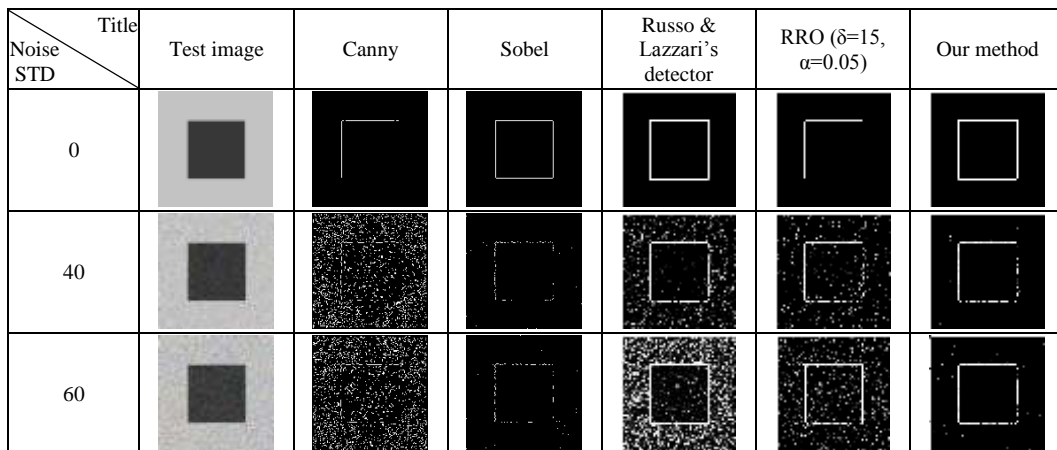 Title
Noise
STD
Test image
Canny
Sobel
Russo &
Lazzari's
detector
RRO (δ=15,
α=0.05)
Our method
0
40
60